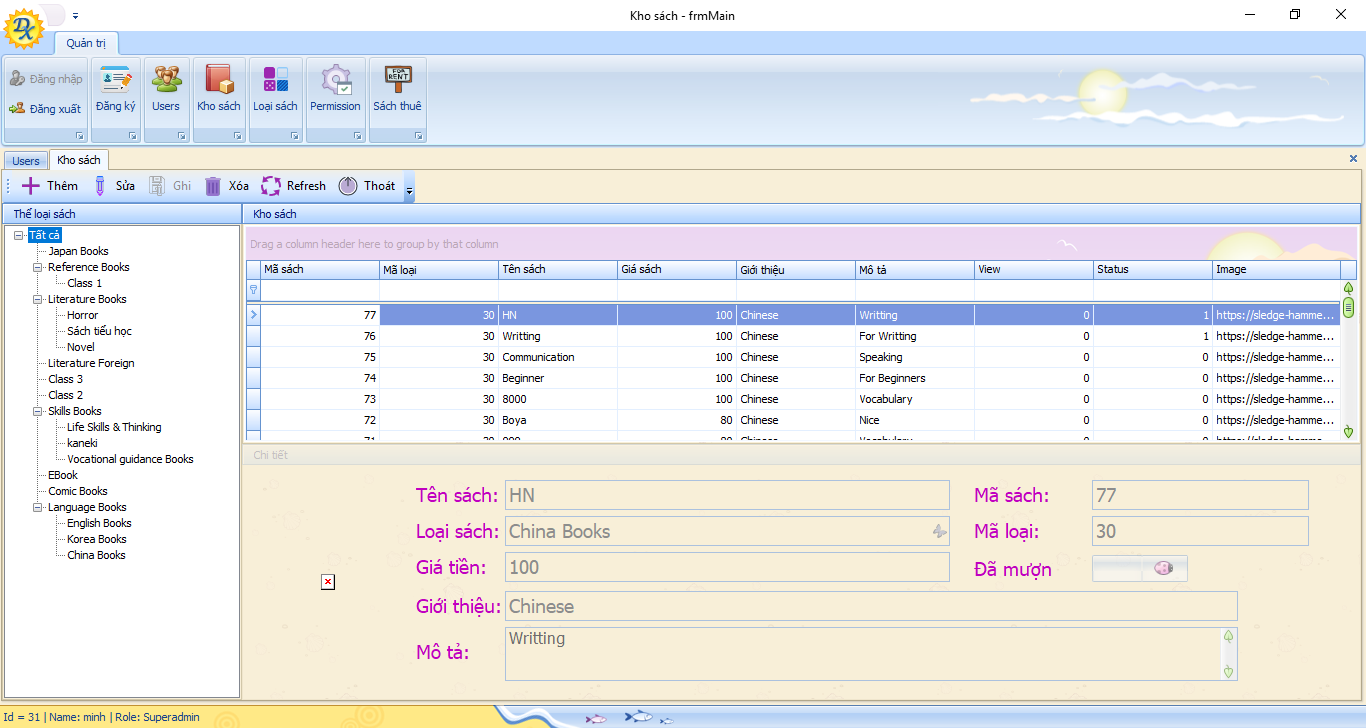 Kho sách - frmMain
Quản trị
Đăng nhập
Đăng xuất
Đăng ký
Users
Kho sách
Loại sách
Permission
FOR RENT
Sách thuê
Users
Kho sách
Thêm
Sửa
Ghi
Xóa
Refresh
Thoát
Thể loại sách
Tất cả
Japan Books
Reference Books
Class 1
Literature Books
Horror
Sách tiểu học
Novel
Literature Foreign
Class 3
Class 2
Skills Books
Life Skills & Thinking
kaneki
Vocational guidance Books
EBook
Comic Books
Language Books
English Books
Korea Books
China Books
Kho sách
Drag a column header here to group by that column
Mã sách Mã loại Tên sách Giá sách Giới thiệu Mô tả View Status Image
77 30 HN 100 Chinese Writting 0 1 https://sledge-hamme...
76 30 Writting 100 Chinese For Writting 0 1 https://sledge-hamme...
75 30 Communication 100 Chinese Speaking 0 0 https://sledge-hamme...
74 30 Beginner 100 Chinese For Beginners 0 0 https://sledge-hamme...
73 30 8000 100 Chinese Vocabulary 0 0 https://sledge-hamme...
72 30 Boya 80 Chinese Nice 0 0 https://sledge-hamme...
Chi tiết
Tên sách: HN Mã sách: 77
Loại sách: China Books Mã loại: 30
Giá tiền: 100 Đã mượn
Giới thiệu: Chinese
Mô tả: Writting
Id = 31 | Name: minh | Role: Superadmin